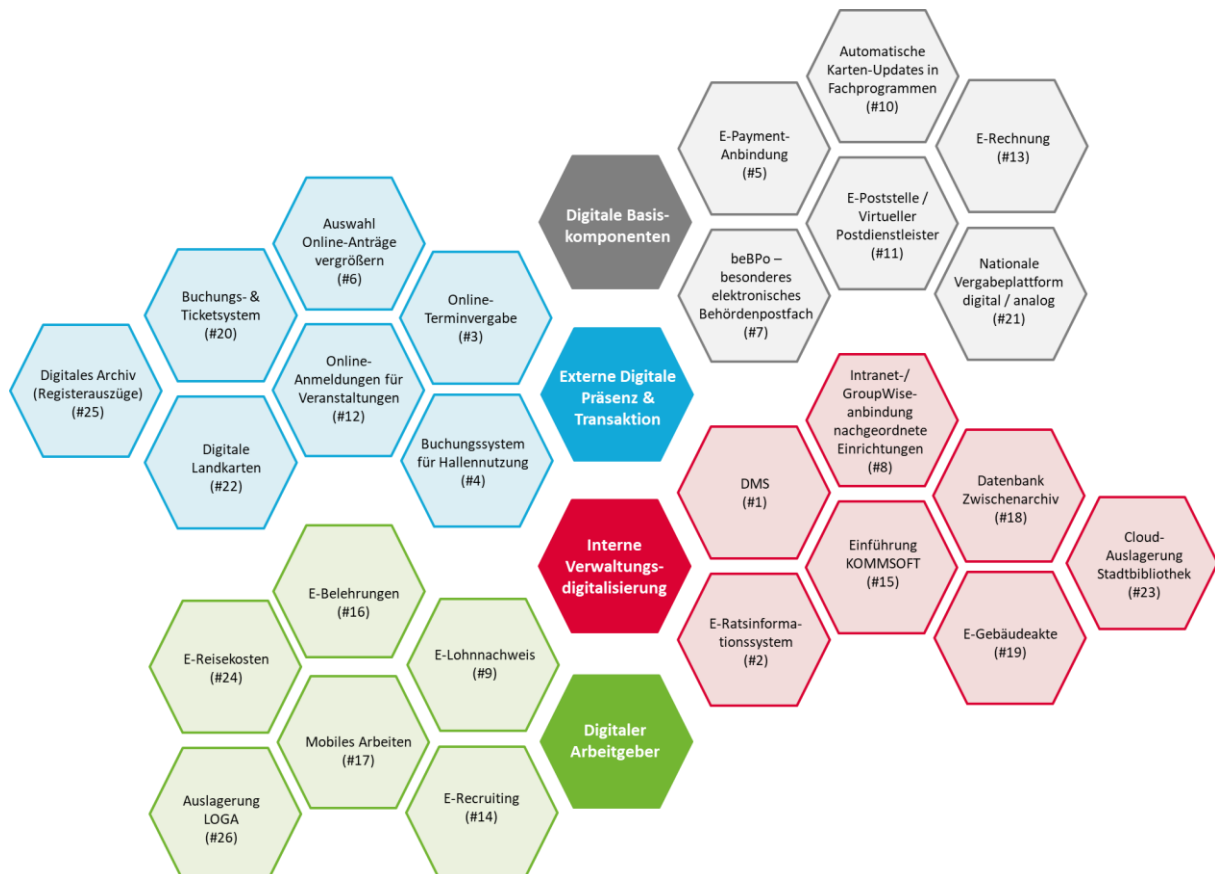 Automatische
Karten-Updates in
Fachprogrammen
(#10)
E-Payment-
Anbindung
(#5)
E-Rechnung
(#13)
Digitale Basis-
komponenten
E-Poststelle /
Virtueller
Postdienstleister
(#11)
beBPo –
besonderes
elektronisches
Behördenpostfach
(#7)
Nationale
Vergabeplattform
digital / analog
(#21)
Auswahl
Online-Anträge
vergrößern
(#6)
Buchungs- &
Ticketsystem
(#20)
Online-
Terminvergabe
(#3)
Digitales Archiv
(Registerauszüge)
(#25)
Online-
Anmeldungen für
Veranstaltungen
(#12)
Externe Digitale
Präsenz &
Transaktion
Digitale
Landkarten
(#22)
Buchungssystem
für Hallennutzung
(#4)
Intranet-/
GroupWise-
anbindung
nachgeordnete
Einrichtungen
(#8)
DMS
(#1)
Datenbank
Zwischenarchiv
(#18)
Interne
Verwaltungs-
digitalisierung
Einführung
KOMMSOFT
(#15)
Cloud-
Auslagerung
Stadtbibliothek
(#23)
E-Ratsinforma-
tionssystem
(#2)
E-Gebäudeakte
(#19)
E-Belehrungen
(#16)
E-Reisekosten
(#24)
E-Lohnnachweis
(#9)
Mobiles Arbeiten
(#17)
Digitaler
Arbeitgeber
Auslagerung
LOGA
(#26)
E-Recruiting
(#14)